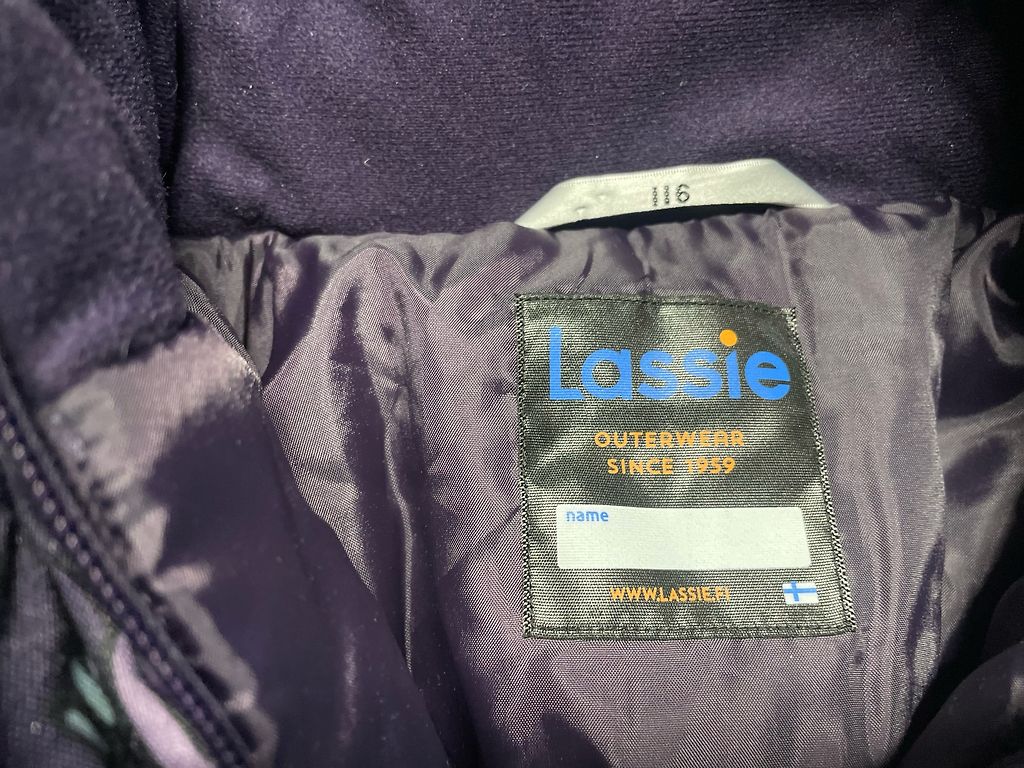 116
Lassie
OUTERWEAR
SINCE 1959
name
WWW.LASSIE.FI